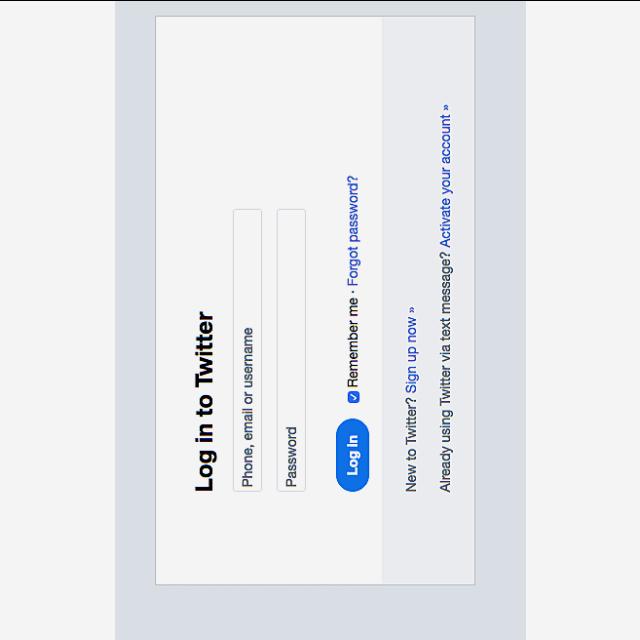 Log in to Twitter
Phone, email or username
Password
Log In
Remember me · Forgot password?
New to Twitter? Sign up now »
Already using Twitter via text message? Activate your account »